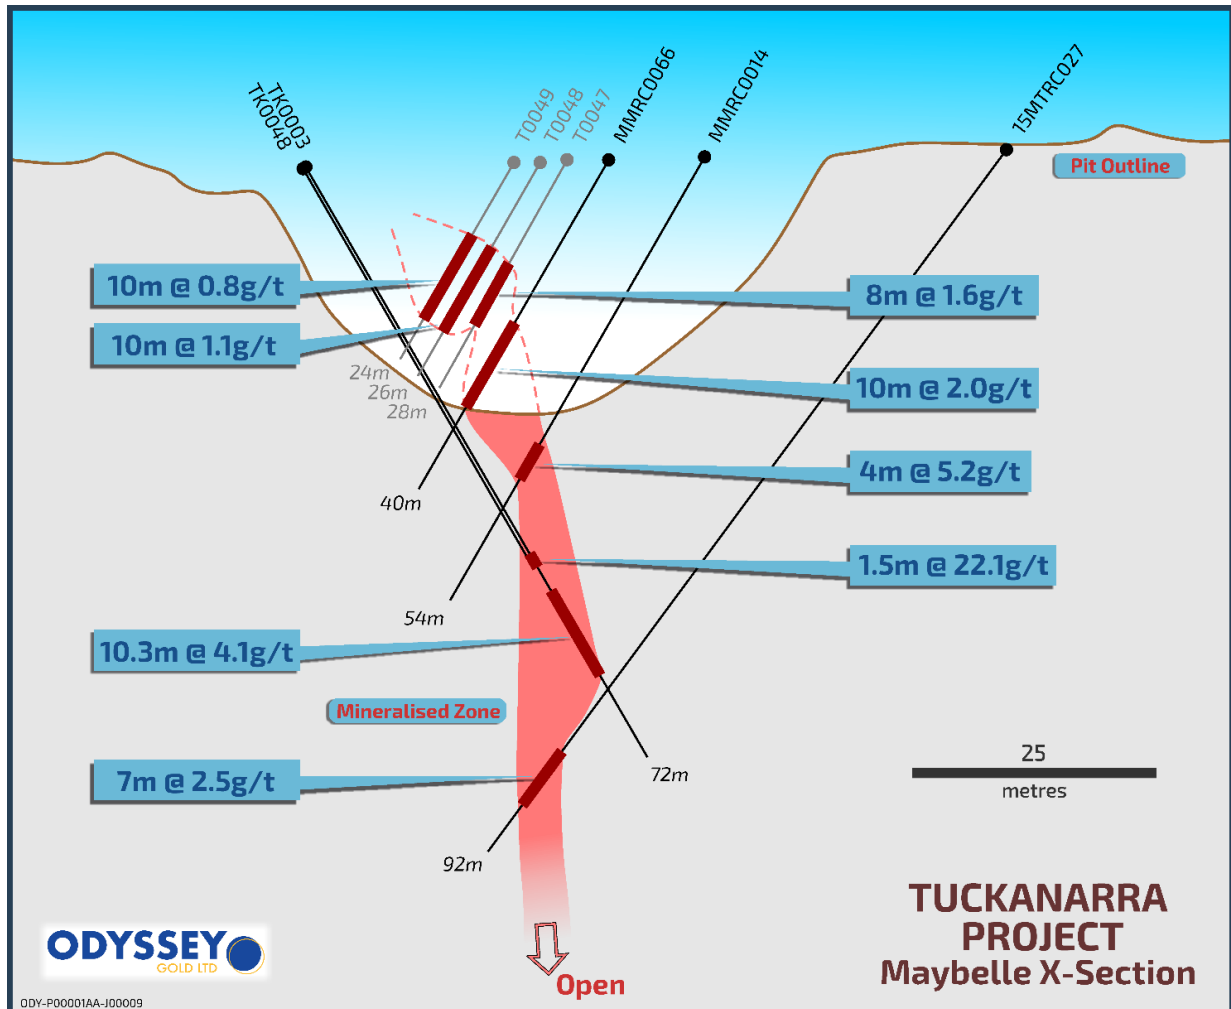 TK0003
TK0048
T0049
T0048
T0047
MMRC0066
MMRC0014
15MTRC027
Pit Outline
10m @ 0.8g/t
8m @ 1.6g/t
10m @ 1.1g/t
24m
26m
28m
10m @ 2.0g/t
4m @ 5.2g/t
40m
1.5m @ 22.1g/t
54m
10.3m @ 4.1g/t
Mineralised Zone
7m @ 2.5g/t
72m
25
metres
92m
TUCKANARRA
PROJECT
Maybelle X-Section
ODYSSEY
GOLD LTD
Open
ODY-P00001AA-J00009